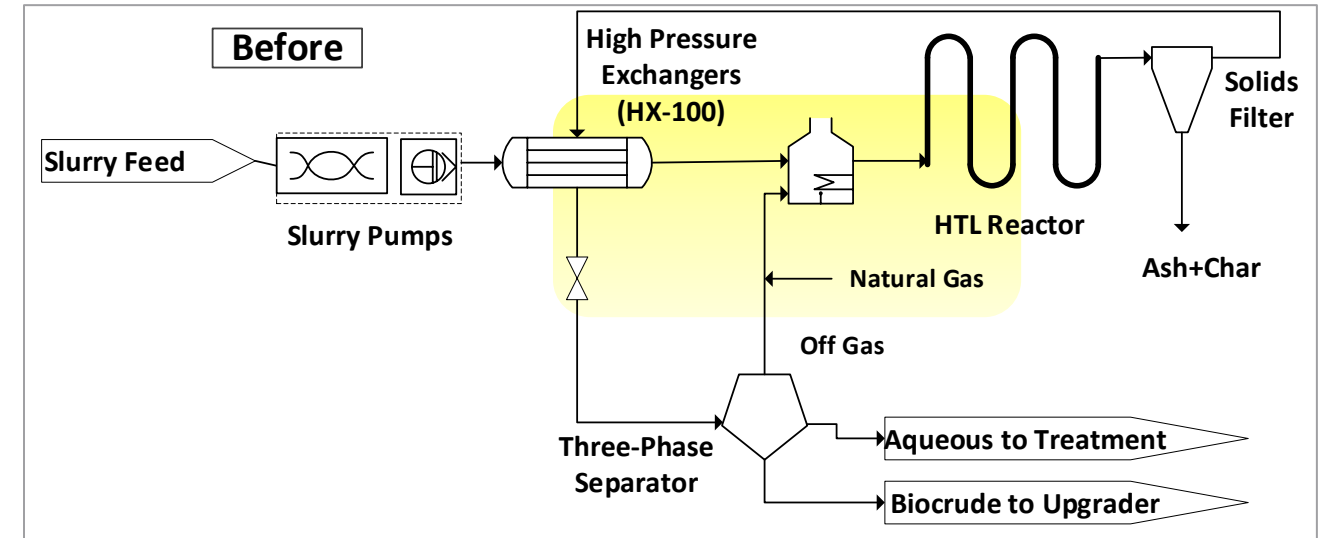 Before
High Pressure
Exchangers
(HX-100)
Solids
Filter
Slurry Feed
Slurry Pumps
HTL Reactor
Ash+Char
Natural Gas
Off Gas
Three-Phase
Separator
Aqueous to Treatment
Biocrude to Upgrader